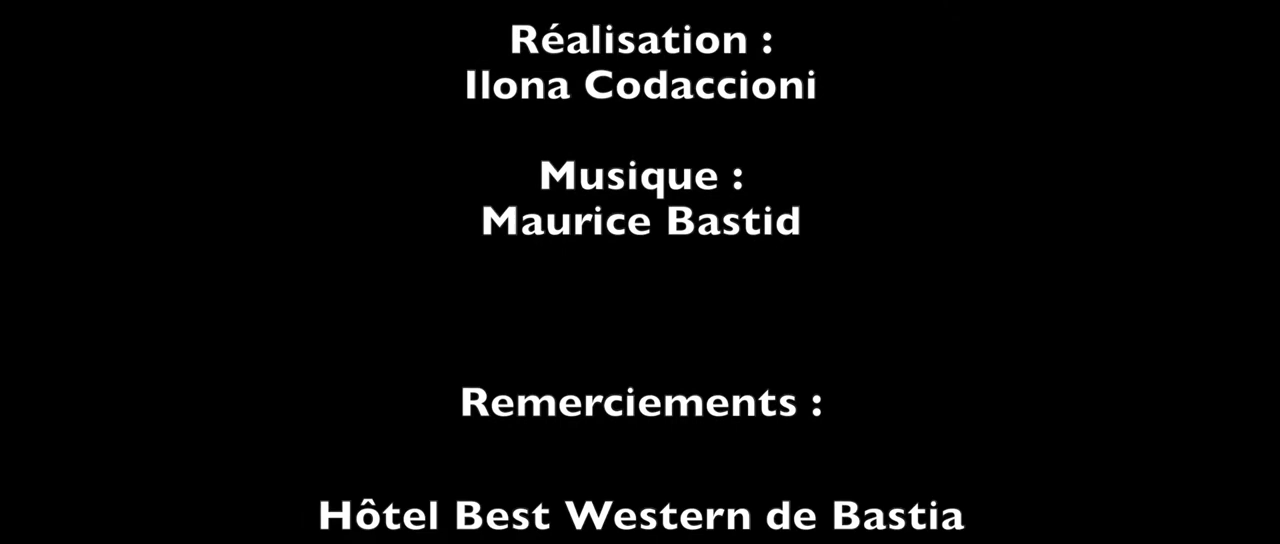 Réalisation :
Ilona Codaccioni
Musique :
Maurice Bastid
Remerciements :
Hôtel Best Western de Bastia